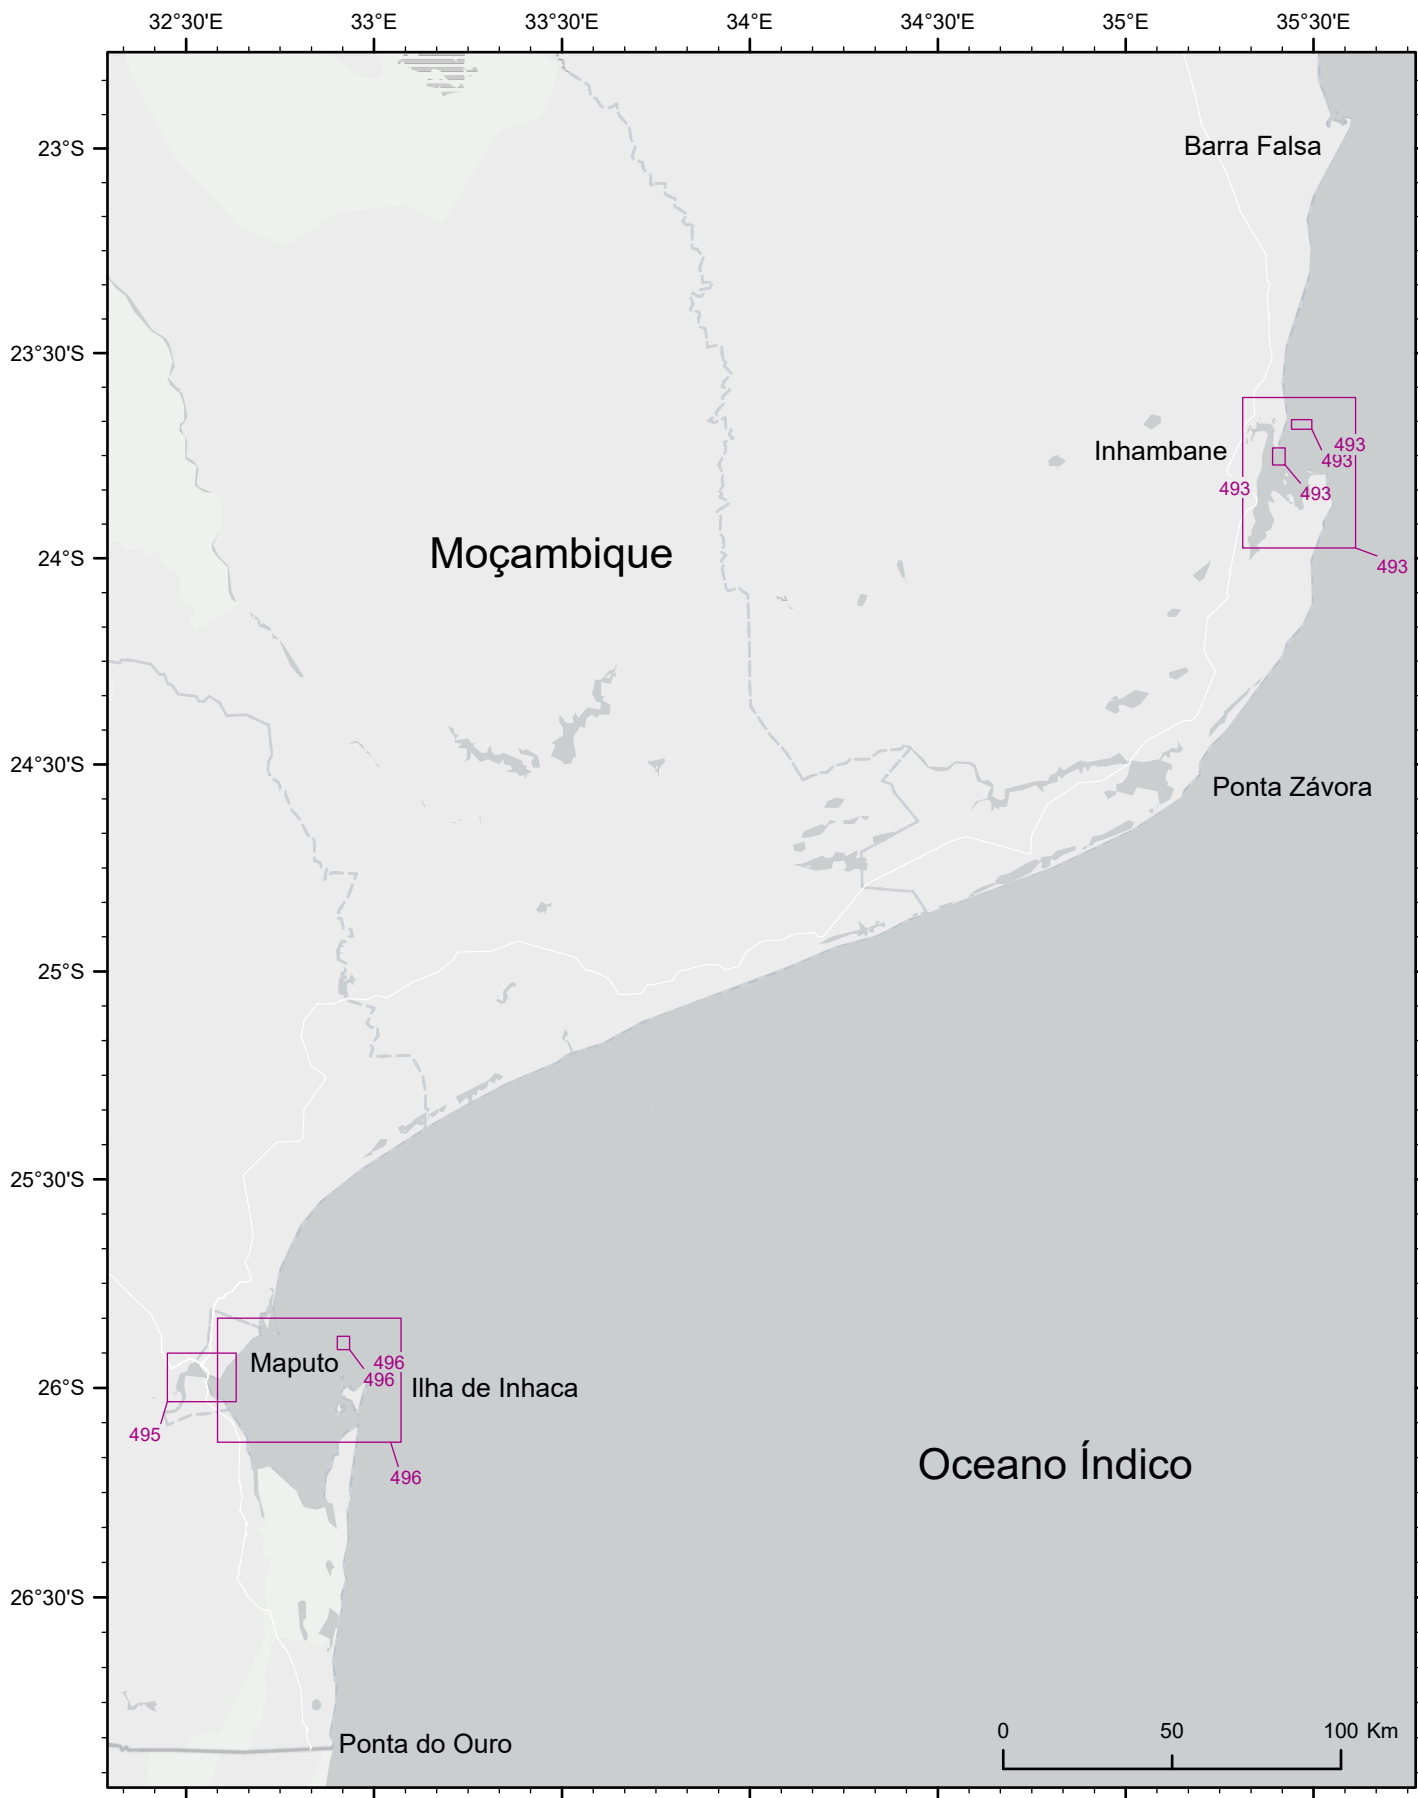 32°30'E 33°E 33°30'E 34°E 34°30'E 35°E 35°30'E
23°S
Barra Falsa
23°30'S
Inhambane
493
493
493
493
24°S
Moçambique
493
24°30'S
Ponta Závora
25°S
25°30'S
Maputo
496
496
26°S
Ilha de Inhaca
495
496
Oceano Índico
26°30'S
0 50 100 Km
Ponta do Ouro